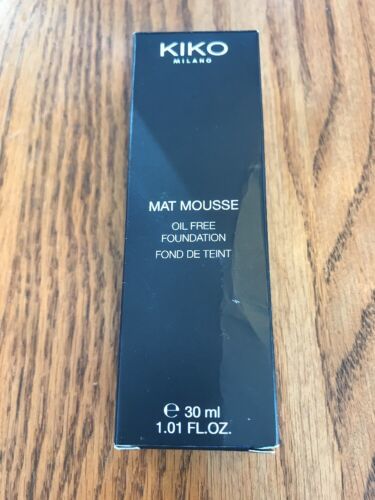 KIKO
MILANO
MAT MOUSSE
OIL FREE
FOUNDATION
FOND DE TEINT
℮ 30 ml
1.01 FL.OZ.